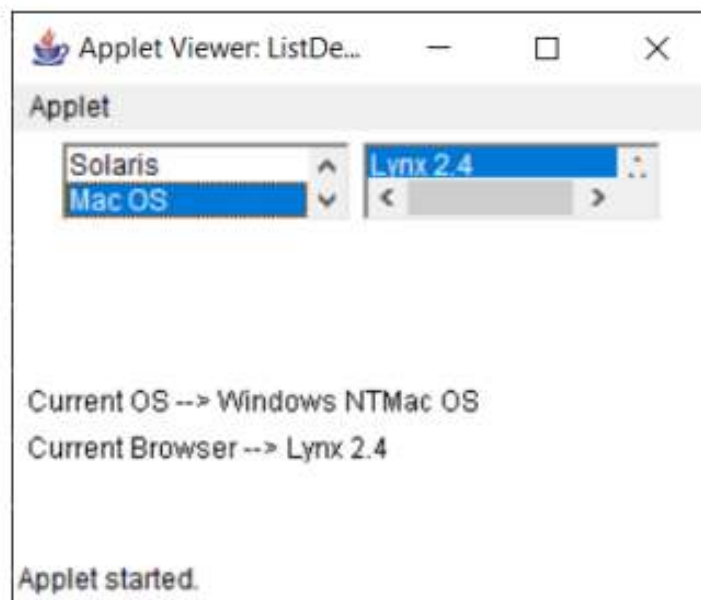 Applet Viewer: ListDe...
Applet
Solaris
Mac OS
Lynx 2.4
Current OS --> Windows NTMac OS
Current Browser --> Lynx 2.4
Applet started.